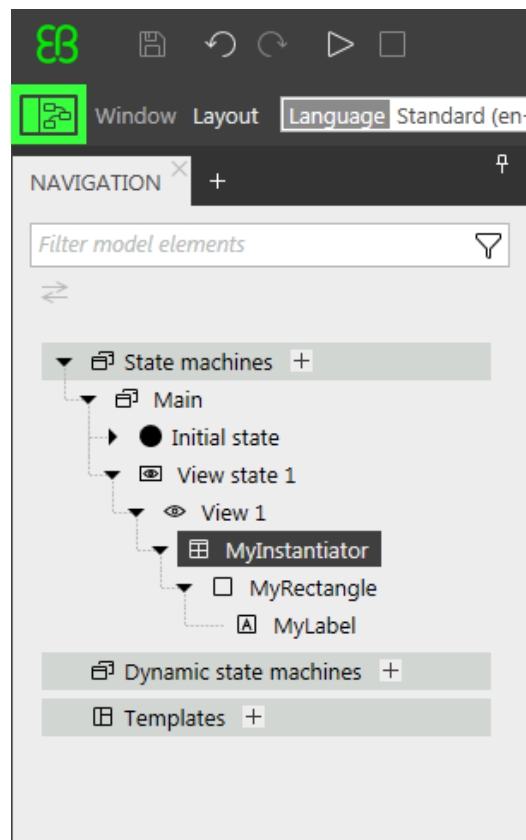 EB
Window Layout Language Standard (en-
NAVIGATION +
Filter model elements
State machines +
Main
Initial state
View state 1
View 1
MyInstantiator
MyRectangle
A MyLabel
Dynamic state machines +
Templates +